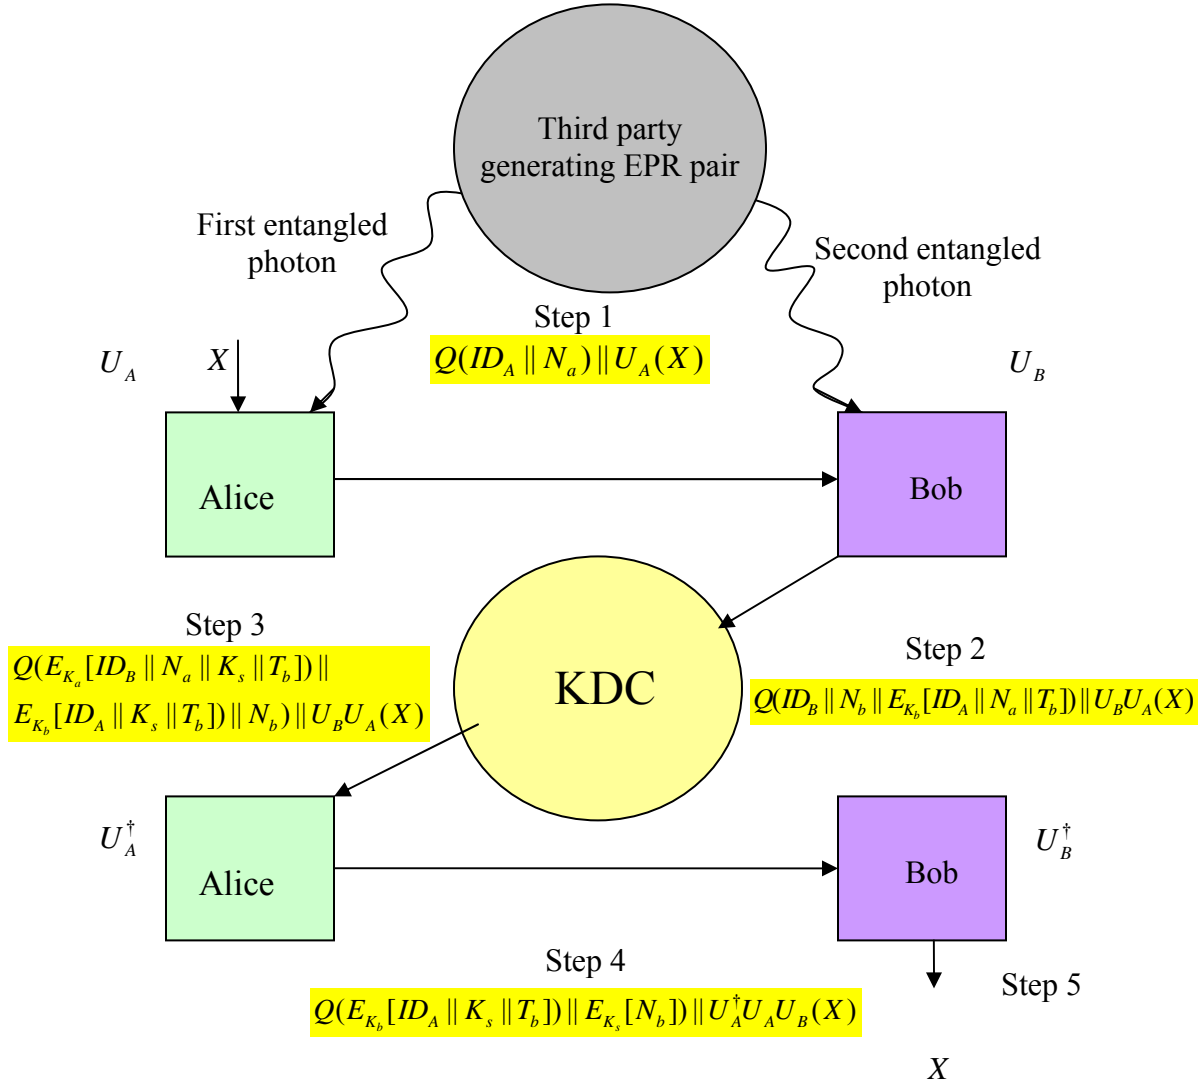 Third party
generating EPR pair
First entangled
photon
Second entangled
photon
Step 1
Q(ID_A || N_a) || U_A(X)
U_A
X
U_B
Alice
Bob
Step 3
Q(E_{K_a}[ID_B || N_a || K_s || T_b]) ||
E_{K_b}[ID_A || K_s || T_b]) || N_b) || U_B U_A(X)
KDC
Step 2
Q(ID_B || N_b || E_{K_b}[ID_A || N_a || T_b]) || U_B U_A(X)
U_A^†
Alice
Bob
U_B^†
Step 4
Q(E_{K_b}[ID_A || K_s || T_b]) || E_{K_s}[N_b]) || U_A^† U_A U_B(X)
Step 5
X